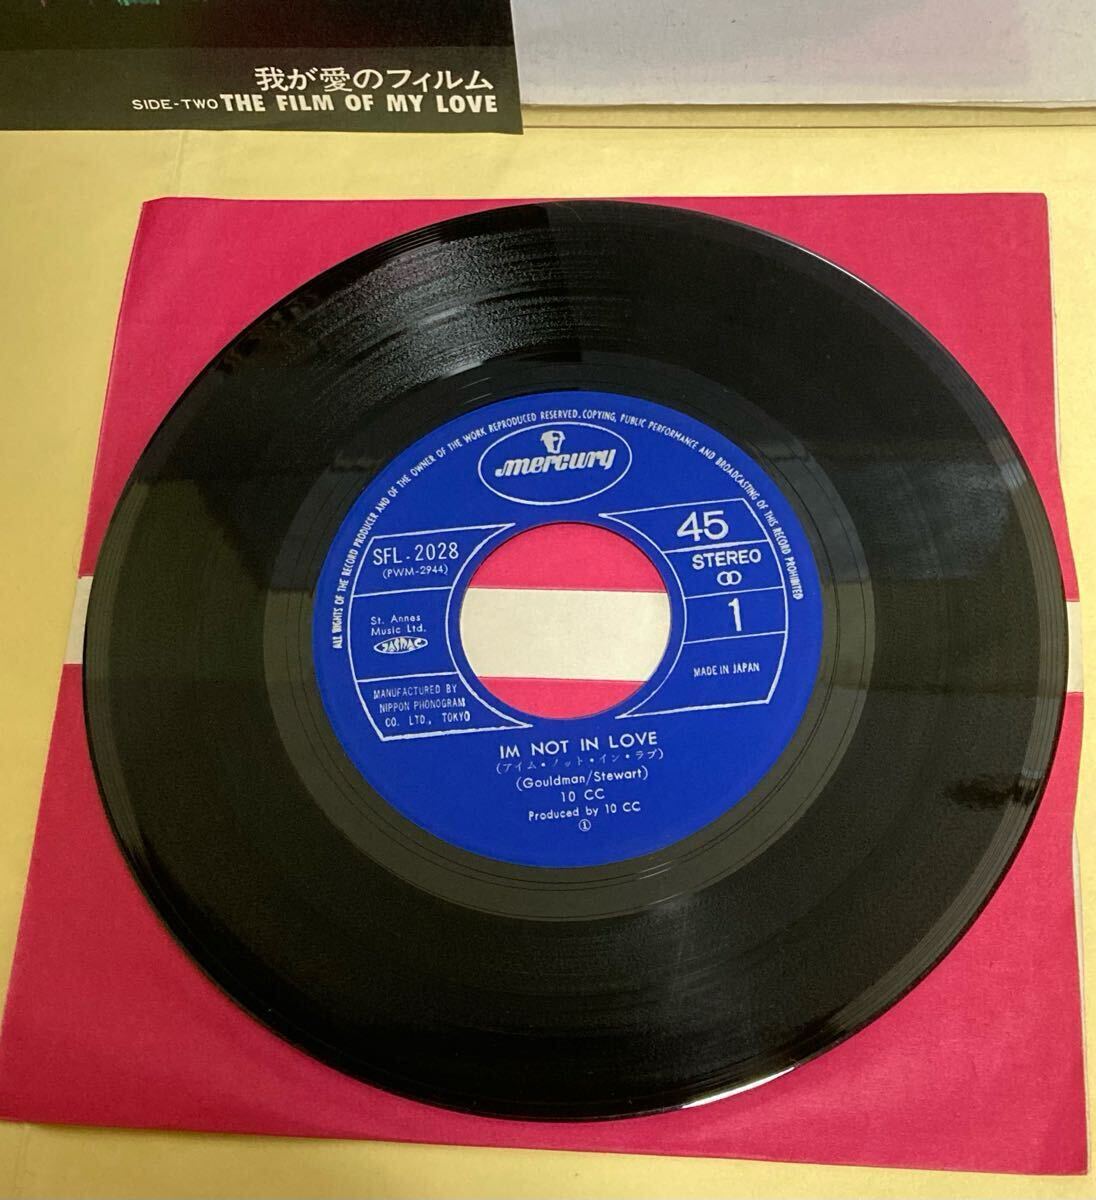 我が愛のフィルム
SIDE-TWO THE FILM OF MY LOVE
ALL RIGHTS OF THE RECORD PRODUCER AND OF THE OWNER OF THE WORK REPRODUCED RESERVED. COPYING, PUBLIC PERFORMANCE AND BROADCASTING OF THIS RECORD PROHIBITED
mercury
SFL-2028
(PWM-2944)
St. Annes
Music Ltd.
JASRAC
MANUFACTURED BY
NIPPON PHONOGRAM
CO. LTD., TOKYO
45
STEREO
1
MADE IN JAPAN
IM NOT IN LOVE
(アイム・ノット・イン・ラブ)
(Gouldman/Stewart)
10 CC
Produced by 10 CC
①